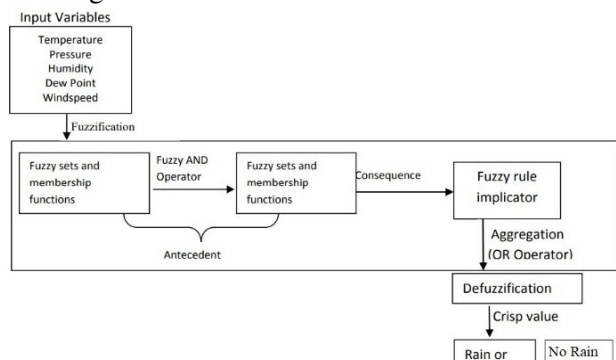 Input Variables
Temperature
Pressure
Humidity
Dew Point
Windspeed
Fuzzification
Fuzzy sets and
membership
functions
Fuzzy AND
Operator
Fuzzy sets and
membership
functions
Consequence
Fuzzy rule
implicator
Antecedent
Aggregation
(OR Operator)
Defuzzification
Crisp value
Rain or
No Rain